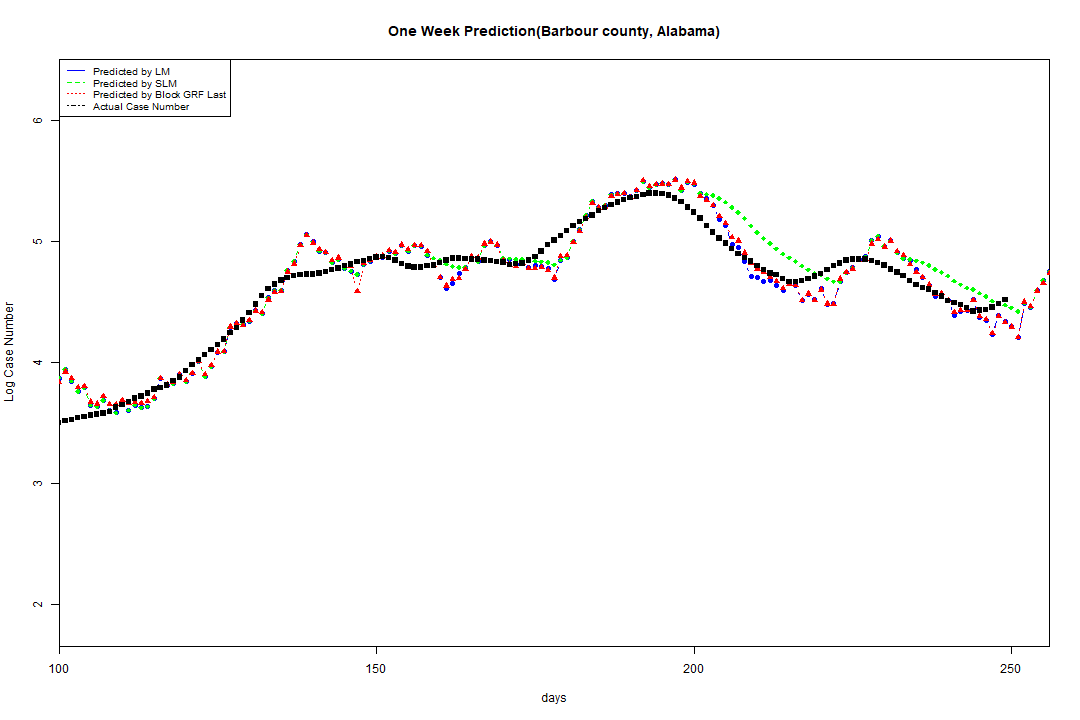 One Week Prediction(Barbour county, Alabama)
Predicted by LM
Predicted by SLM
Predicted by Block GRF Last
Actual Case Number
6
5
4
3
2
Log Case Number
100 150 200 250
days